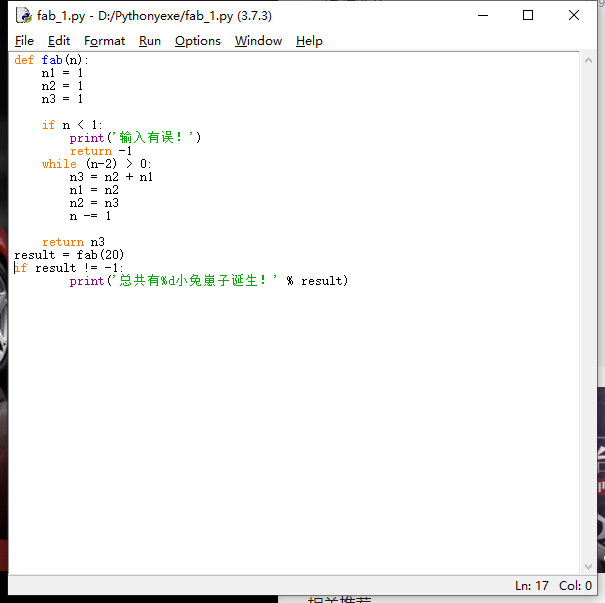 fab_1.py - D:/Pythonyexe/fab_1.py (3.7.3)
File Edit Format Run Options Window Help
def fab(n):
    n1 = 1
    n2 = 1
    n3 = 1
    if n < 1:
        print('输入有误！')
        return -1
    while (n-2) > 0:
        n3 = n2 + n1
        n1 = n2
        n2 = n3
        n -= 1
    return n3
result = fab(20)
if result != -1:
        print('总共有%d小兔崽子诞生！' % result)
Ln: 17 Col: 0